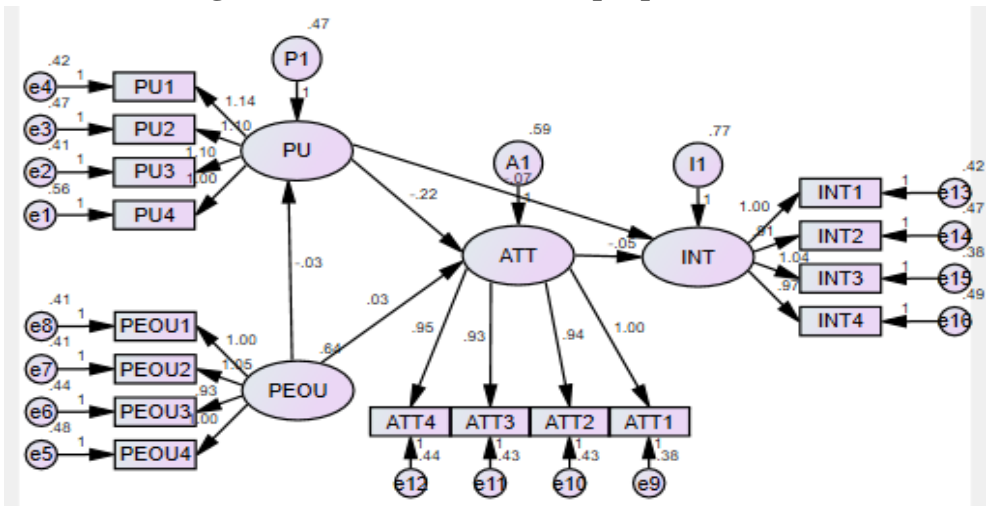 .47
P1
1
.42
e4
1
PU1
1.14
.47
e3
1
PU2
1.10
.41
e2
1
PU3
1.10
.56
e1
1
PU4
1.00
PU
.59
A1
1
-.07
.77
I1
1
-.22
ATT
-.05
INT
1.00
INT1
1
e13
.42
.91
INT2
1
e14
.47
1.04
INT3
1
e15
.38
.97
INT4
1
e16
.49
-.03
.03
.41
e8
1
PEOU1
1.00
.41
e7
1
PEOU2
1.05
.44
e6
1
PEOU3
.93
.48
e5
1
PEOU4
1.00
.64
PEOU
.95
.93
.94
1.00
ATT4
ATT3
ATT2
ATT1
1
.44
1
.43
1
.43
1
.38
e12
e11
e10
e9